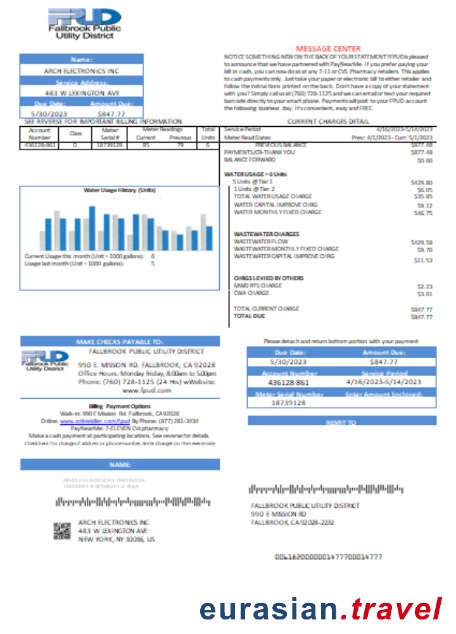 FPUD
Fallbrook Public
Utility District
Name:
ARCH ELECTRONICS INC
Service Address:
483 W LEXINGTON AVE
Due Date: Amount Due:
5/30/2023 $847.77
SEE REVERSE FOR IMPORTANT BILLING INFORMATION
Account Number Class Meter Serial # Meter Readings Current Previous Total Units
436129-861 D 18739128 85 79 6
Water Usage History (Units)
Current Usage this month (Unit = 1000 gallons): 6
Usage last month (Unit = 1000 gallons): 5
MESSAGE CENTER
NOTICE SOMETHING NEW ON THE BACK OF YOUR STATEMENT? FPUD is pleased
to announce that we have partnered with PayNearMe. If you prefer paying your
bill in cash, you can now do so at any 7-11 or CVS Pharmacy retailers. This applies
to cash payments only. Just take your paper or electronic bill to either retailer and
follow the instructions printed on the back. Don't have a copy of your statement
with you? Simply call us at (760) 728-1125 and we can email or text your required
barcode directly to your smart phone. Payments will post to your FPUD account
the following business day. It's convenient, easy and FREE.
CURRENT CHARGES DETAIL
Service Period 4/16/2023-5/14/2023
Meter Read Dates Prev: 4/1/2023 - Curr: 5/1/2023
PREVIOUS BALANCE $877.48
PAYMENTS/OR-THANK YOU $877.48
BALANCE FORWARD $0.00
WATER USAGE ~ 6 Units
5 Units @ Tier 1 $429.80
1 Units @ Tier 2 $6.05
TOTAL WATER USAGE CHARGE $35.85
WATER CAPITAL IMPROV CHRG $9.12
WATER MONTHLY FIXED CHARGE $46.75
WASTEWATER CHARGES
WASTEWATER FLOW $429.58
WASTEWATER MONTHLY FIXED CHARGE $9.70
WASTEWATER CAPITAL IMPROV CHRG $11.53
CHRGS LEVIED BY OTHERS
MWD RTS CHARGE $2.23
CWA CHARGE $3.01
TOTAL CURRENT CHARGE $847.77
TOTAL DUE $847.77
MAKE CHECKS PAYABLE TO:
FPUD
Fallbrook Public
Utility District
FALLBROOK PUBLIC UTILITY DISTRICT
990 E. MISSION RD. FALLBROOK, CA 92028
Office Hours: Monday-Friday, 8:00am to 5:00pm
Phone: (760) 728-1125 (24 Hrs) wWebsite:
www.fpud.com
Billing Payment Options
Walk-in: 990 E Mission Rd. Fallbrook, CA 92028
Online: www.onlinebiller.com/fpud By Phone: (877) 281-3434
PayNearMe: 7-ELEVEN CVs pharmacy
Make a cash payment at participating locations. See reverse for details.
Check here for change of address or phone number. Enter changes on the reverse side
Please detach and return bottom portion with your payment
Due Date: Amount Due:
5/30/2023 $847.77
Account Number Service Period
436128-861 4/16/2023-5/14/2023
Meter Serial Number Enter Amount Enclosed:
18739128
REMIT TO
NAME:
ARCH ELECTRONICS INC
483 W LEXINGTON AVE
NEW YORK, NY 10016, US
FALLBROOK PUBLIC UTILITY DISTRICT
990 E MISSION RD
FALLBROOK, CA 92028-2232
eurasian.travel